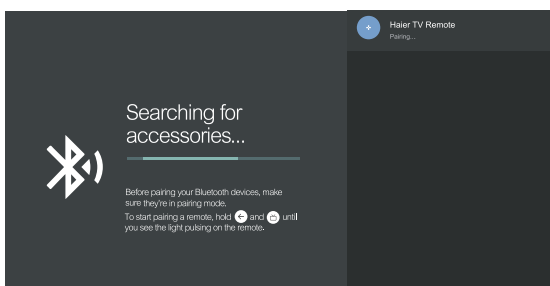 Searching for
accessories...
Before pairing your Bluetooth devices, make
sure they're in pairing mode.
To start pairing a remote, hold and until
you see the light pulsing on the remote.
Haier TV Remote
Pairing...